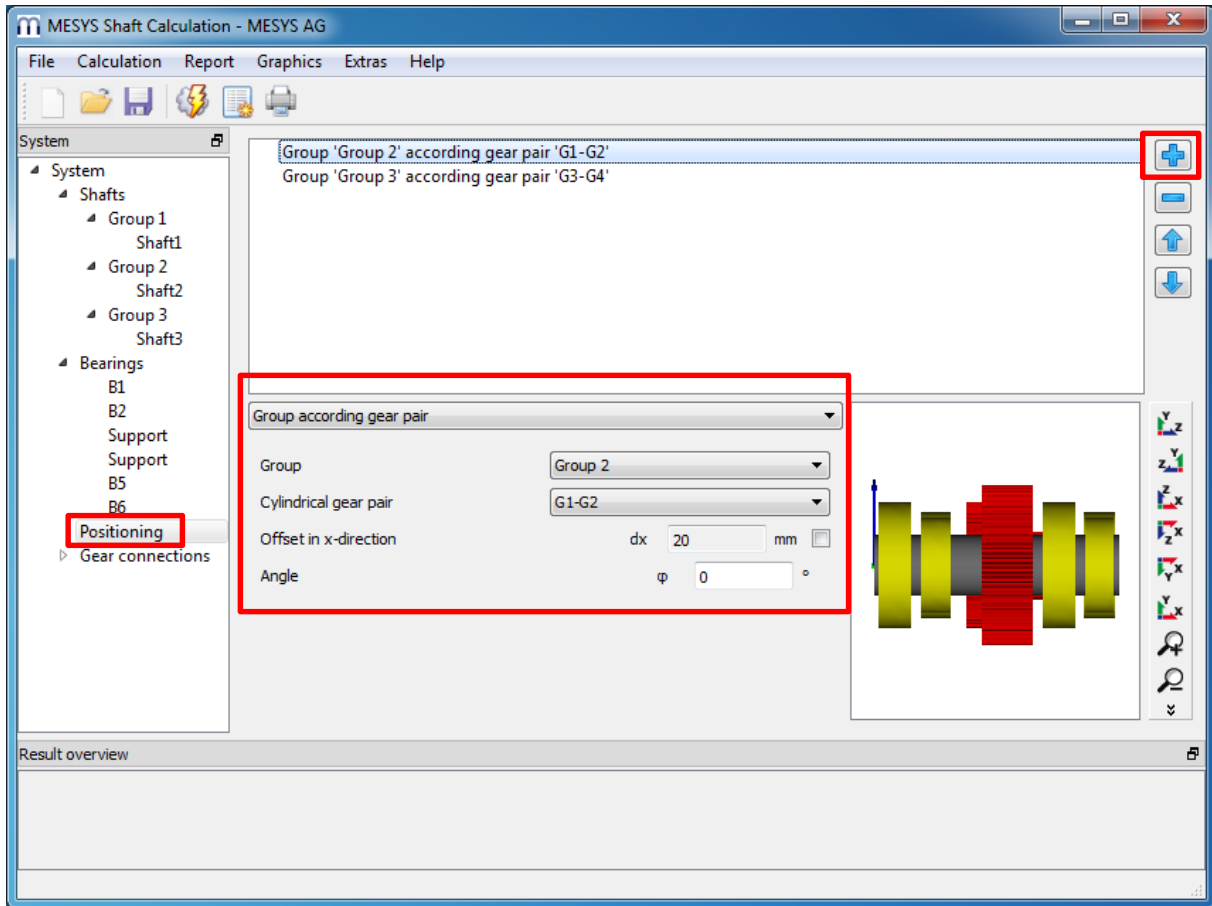 MESYS Shaft Calculation - MESYS AG
File Calculation Report Graphics Extras Help
System
System
Shafts
Group 1
Shaft1
Group 2
Shaft2
Group 3
Shaft3
Bearings
B1
B2
Support
Support
B5
B6
Positioning
Gear connections
Group 'Group 2' according gear pair 'G1-G2'
Group 'Group 3' according gear pair 'G3-G4'
Group according gear pair
Group Group 2
Cylindrical gear pair G1-G2
Offset in x-direction dx 20 mm
Angle φ 0 °
Y Z
Z Y
Z X
Z X
Y X
Y X
Result overview